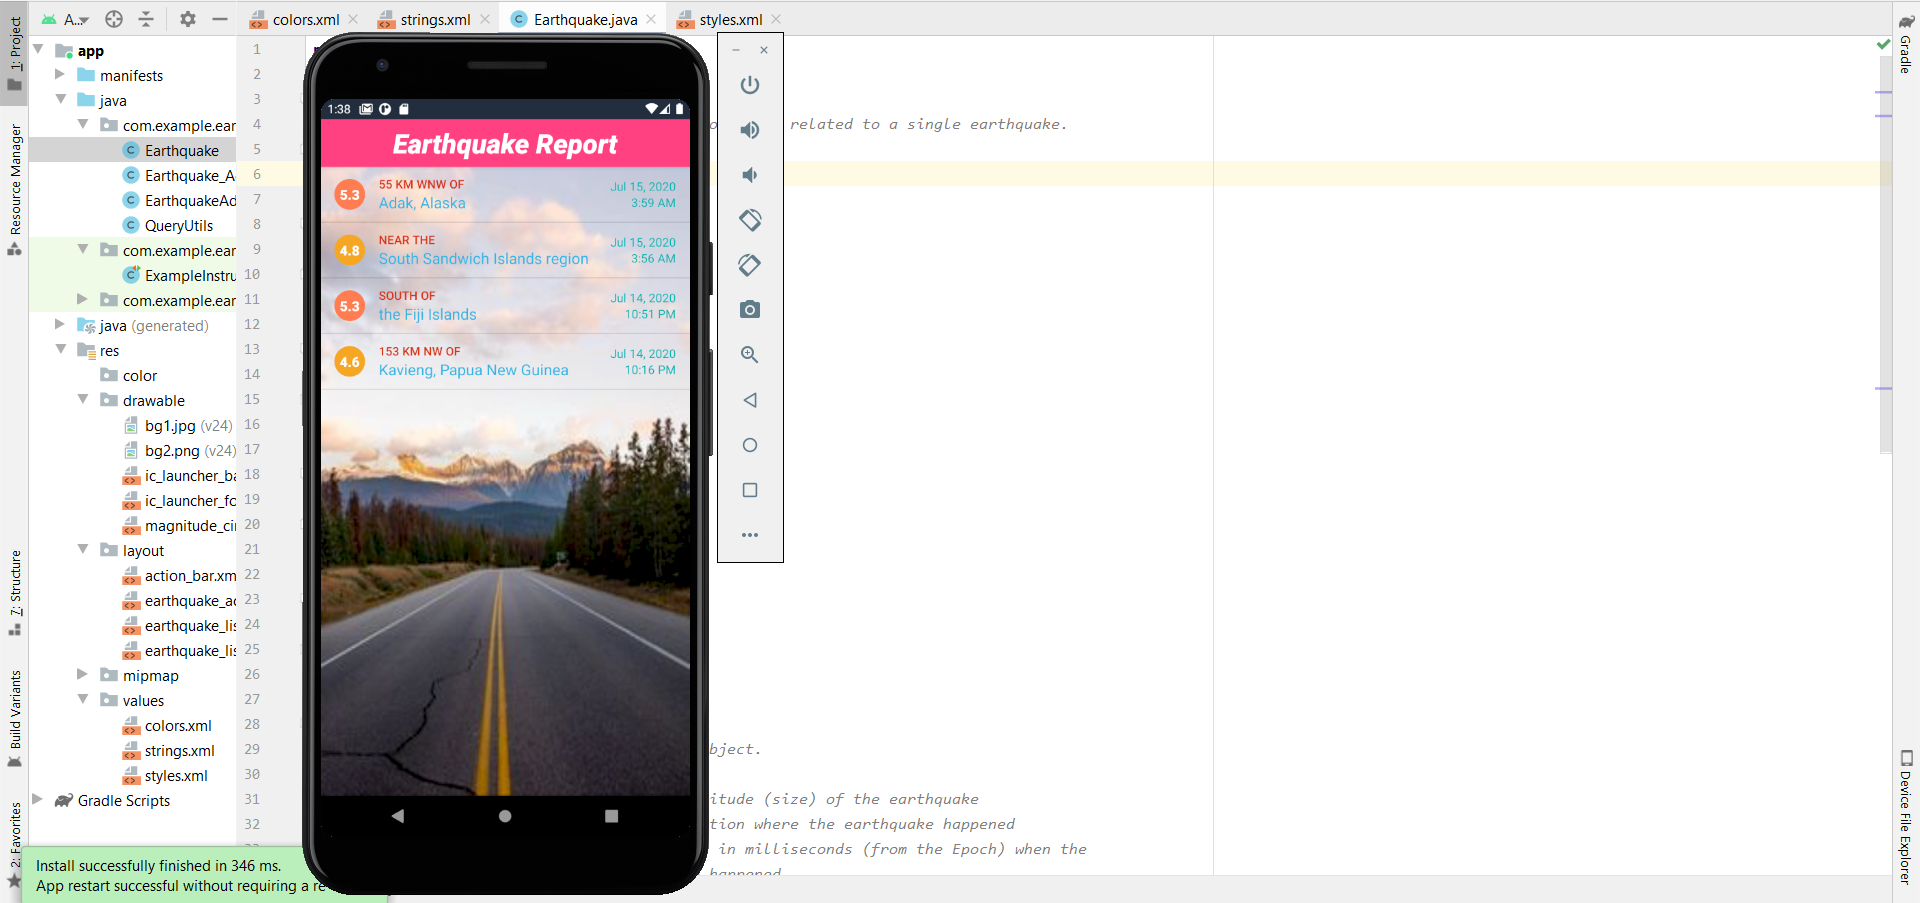 A..
colors.xml
strings.xml
Earthquake.java
styles.xml
1: Project
Resource Manager
7: Structure
Build Variants
2: Favorites
app
manifests
java
com.example.ear
Earthquake
Earthquake_A
EarthquakeAd
QueryUtils
com.example.ear
ExampleInstru
com.example.ear
java (generated)
res
color
drawable
bg1.jpg (v24)
bg2.png (v24)
ic_launcher_ba
ic_launcher_fo
magnitude_ci
layout
action_bar.xm
earthquake_ac
earthquake_lis
earthquake_lis
mipmap
values
colors.xml
strings.xml
styles.xml
Gradle Scripts
Install successfully finished in 346 ms.
App restart successful without requiring a re
1
2
3
4
5
6
7
8
9
10
11
12
13
14
15
16
17
18
19
20
21
22
23
24
25
26
27
28
29
30
31
32
1:38
Earthquake Report
5.3
55 KM WNW OF
Adak, Alaska
Jul 15, 2020
3:59 AM
4.8
NEAR THE
South Sandwich Islands region
Jul 15, 2020
3:56 AM
5.3
SOUTH OF
the Fiji Islands
Jul 14, 2020
10:51 PM
4.6
153 KM NW OF
Kavieng, Papua New Guinea
Jul 14, 2020
10:16 PM
related to a single earthquake.
bject.
itude (size) of the earthquake
tion where the earthquake happened
in milliseconds (from the Epoch) when the
happened
Gradle
Device File Explorer